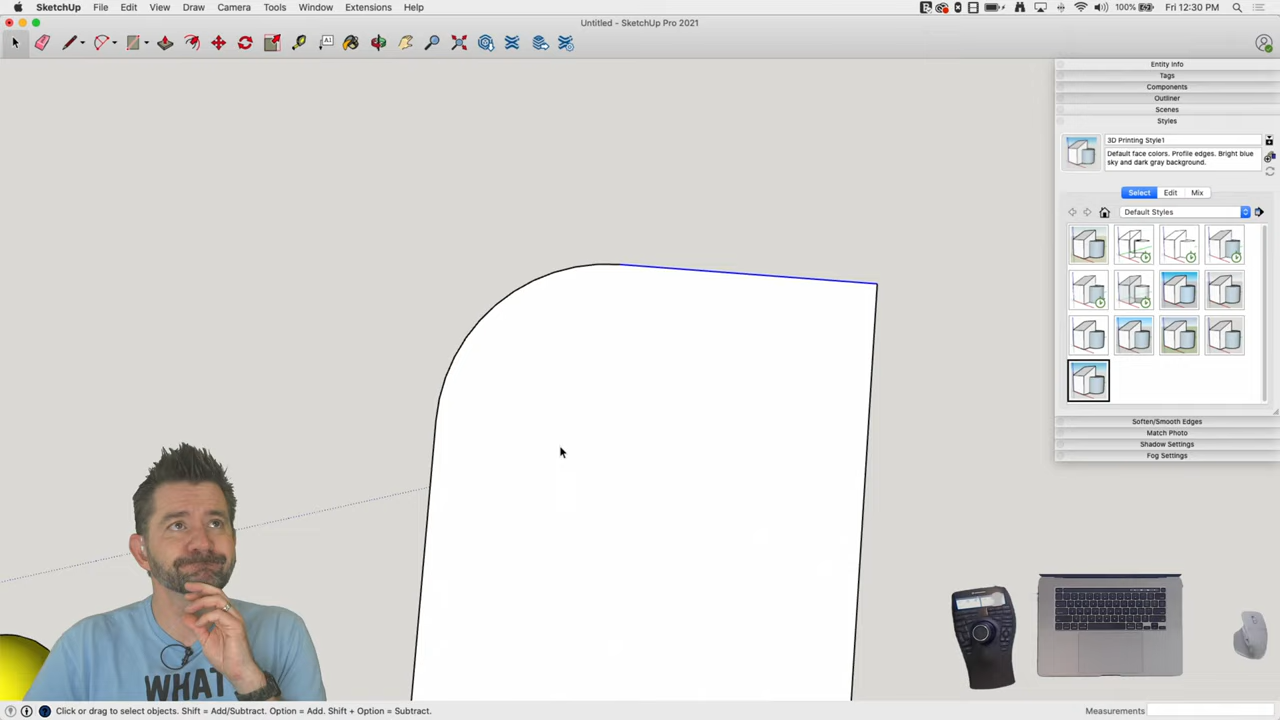 SketchUp File Edit View Draw Camera Tools Window Extensions Help
100% Fri 12:30 PM
Untitled - SketchUp Pro 2021
Entity Info
Tags
Components
Outliner
Scenes
Styles
3D Printing Style1
Default face colors. Profile edges. Bright blue
sky and dark gray background.
Select Edit Mix
Default Styles
Soften/Smooth Edges
Match Photo
Shadow Settings
Fog Settings
WHAT
Click or drag to select objects. Shift = Add/Subtract. Option = Add. Shift + Option = Subtract.
Measurements